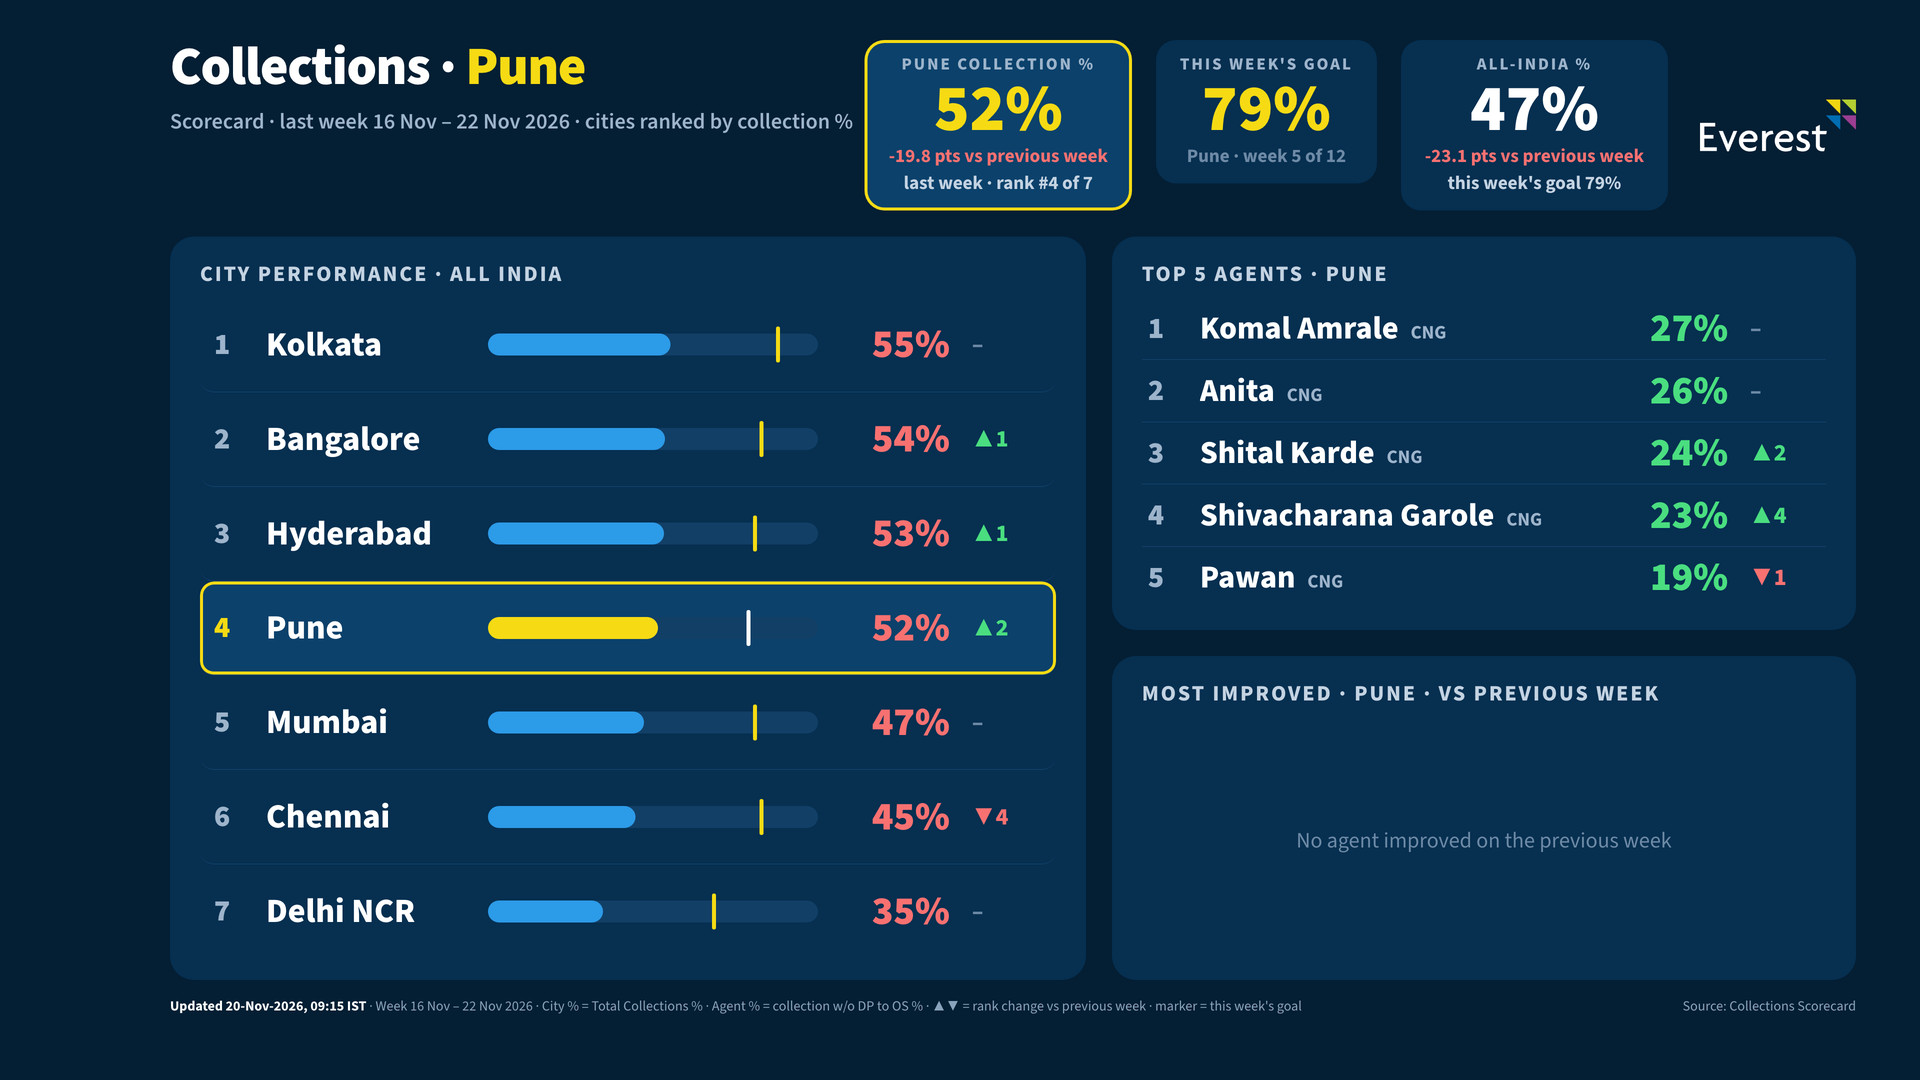 Collections · Pune
Scorecard · last week 16 Nov – 22 Nov 2026 · cities ranked by collection %
PUNE COLLECTION %
52%
-19.8 pts vs previous week
last week · rank #4 of 7
THIS WEEK'S GOAL
79%
Pune · week 5 of 12
ALL-INDIA %
47%
-23.1 pts vs previous week
this week's goal 79%
Everest
CITY PERFORMANCE · ALL INDIA
1 Kolkata 55% –
2 Bangalore 54% ▲1
3 Hyderabad 53% ▲1
4 Pune 52% ▲2
5 Mumbai 47% –
6 Chennai 45% ▼4
7 Delhi NCR 35% –
TOP 5 AGENTS · PUNE
1 Komal Amrale CNG 27% –
2 Anita CNG 26% –
3 Shital Karde CNG 24% ▲2
4 Shivacharana Garole CNG 23% ▲4
5 Pawan CNG 19% ▼1
MOST IMPROVED · PUNE · VS PREVIOUS WEEK
No agent improved on the previous week
Updated 20-Nov-2026, 09:15 IST · Week 16 Nov – 22 Nov 2026 · City % = Total Collections % · Agent % = collection w/o DP to OS % · ▲ ▼ = rank change vs previous week · marker = this week's goal
Source: Collections Scorecard